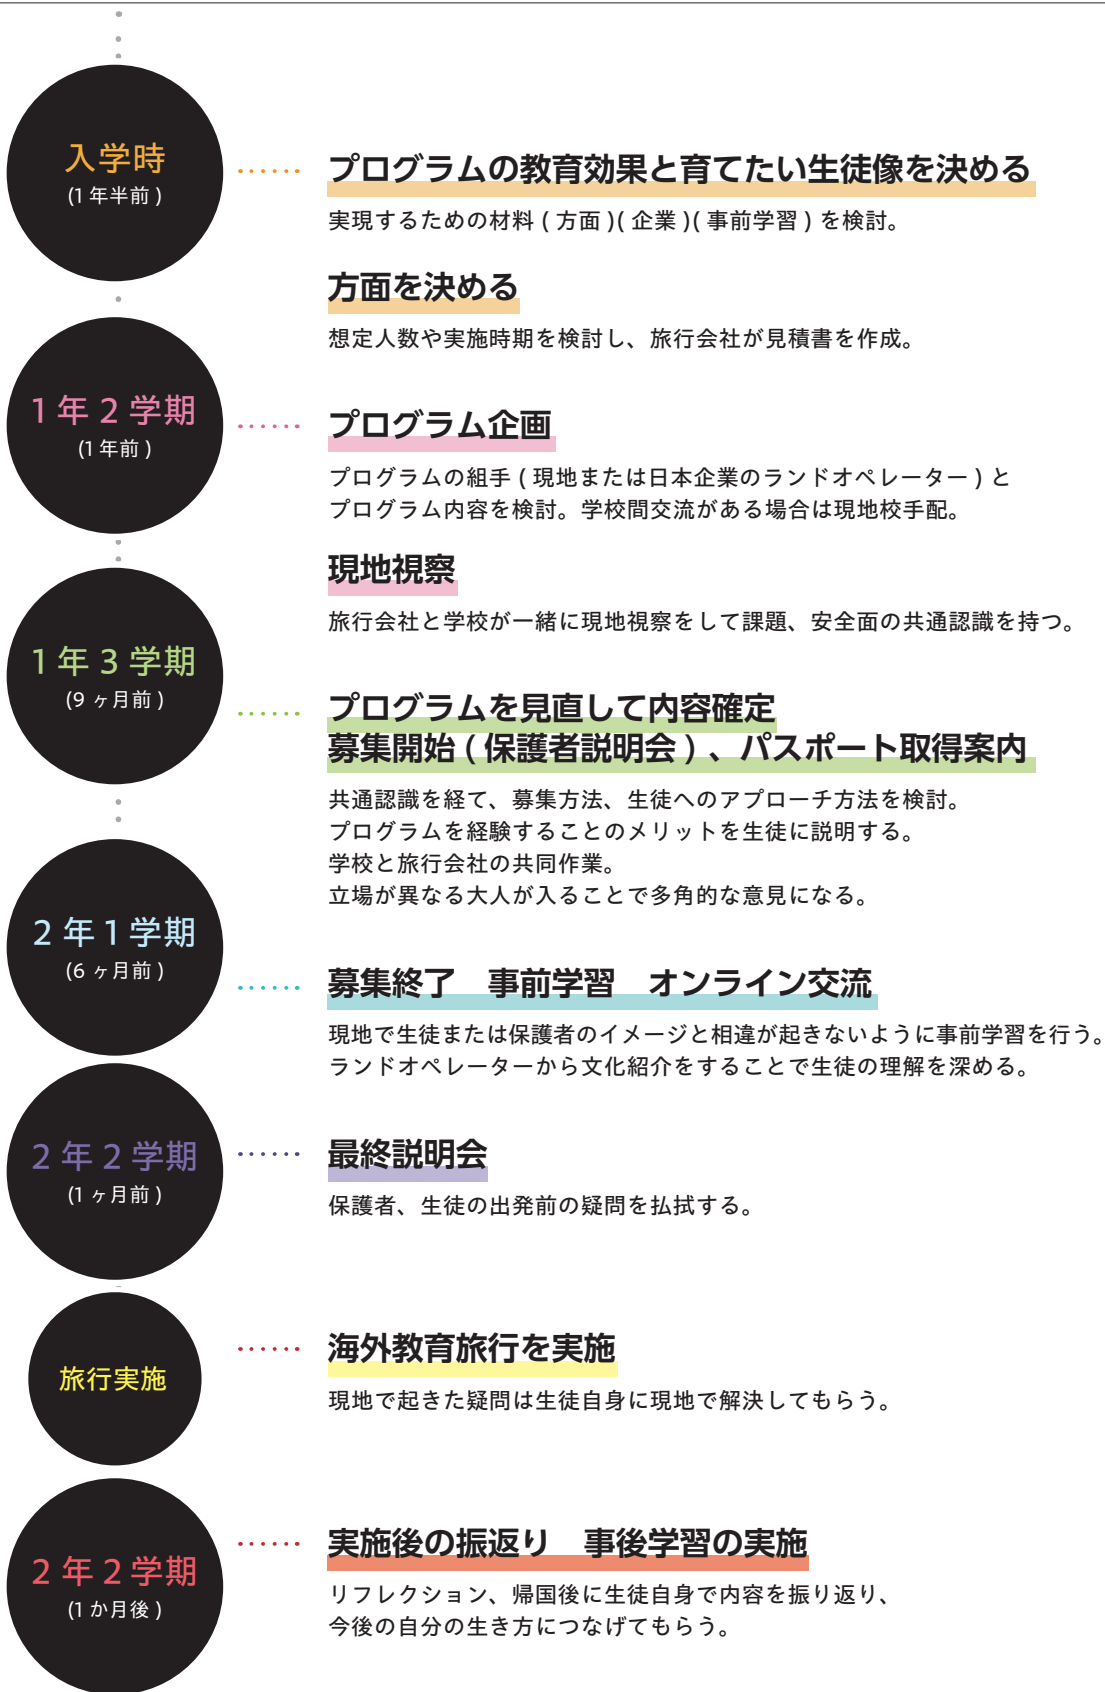 入学時
(1 年半前 )
プログラムの教育効果と育てたい生徒像を決める
実現するための材料 ( 方面 )( 企業 )( 事前学習 ) を検討。
方面を決める
想定人数や実施時期を検討し、旅行会社が見積書を作成。
1 年 2 学期
(1 年前 )
プログラム企画
プログラムの組手 ( 現地または日本企業のランドオペレーター ) と
プログラム内容を検討。学校間交流がある場合は現地校手配。
現地視察
旅行会社と学校が一緒に現地視察をして課題、安全面の共通認識を持つ。
1 年 3 学期
(9 ヶ月前 )
プログラムを見直して内容確定
募集開始 ( 保護者説明会 ) 、パスポート取得案内
共通認識を経て、募集方法、生徒へのアプローチ方法を検討。
プログラムを経験することのメリットを生徒に説明する。
学校と旅行会社の共同作業。
立場が異なる大人が入ることで多角的な意見になる。
2 年 1 学期
(6 ヶ月前 )
募集終了　事前学習　オンライン交流
現地で生徒または保護者のイメージと相違が起きないように事前学習を行う。
ランドオペレーターから文化紹介をすることで生徒の理解を深める。
2 年 2 学期
(1 ヶ月前 )
最終説明会
保護者、生徒の出発前の疑問を払拭する。
旅行実施
海外教育旅行を実施
現地で起きた疑問は生徒自身に現地で解決してもらう。
2 年 2 学期
(1 か月後 )
実施後の振返り　事後学習の実施
リフレクション、帰国後に生徒自身で内容を振り返り、
今後の自分の生き方につなげてもらう。